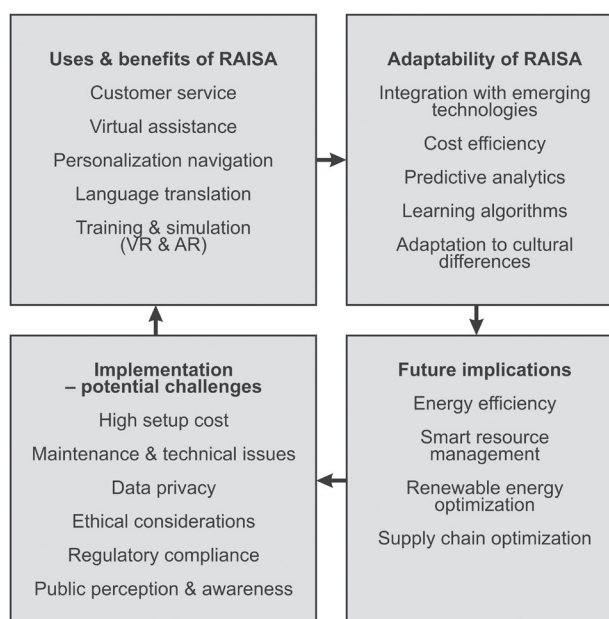 Uses & benefits of RAISA
Customer service
Virtual assistance
Personalization navigation
Language translation
Training & simulation
(VR & AR)
Adaptability of RAISA
Integration with emerging
technologies
Cost efficiency
Predictive analytics
Learning algorithms
Adaptation to cultural
differences
Implementation
– potential challenges
High setup cost
Maintenance & technical issues
Data privacy
Ethical considerations
Regulatory compliance
Public perception & awareness
Future implications
Energy efficiency
Smart resource
management
Renewable energy
optimization
Supply chain optimization